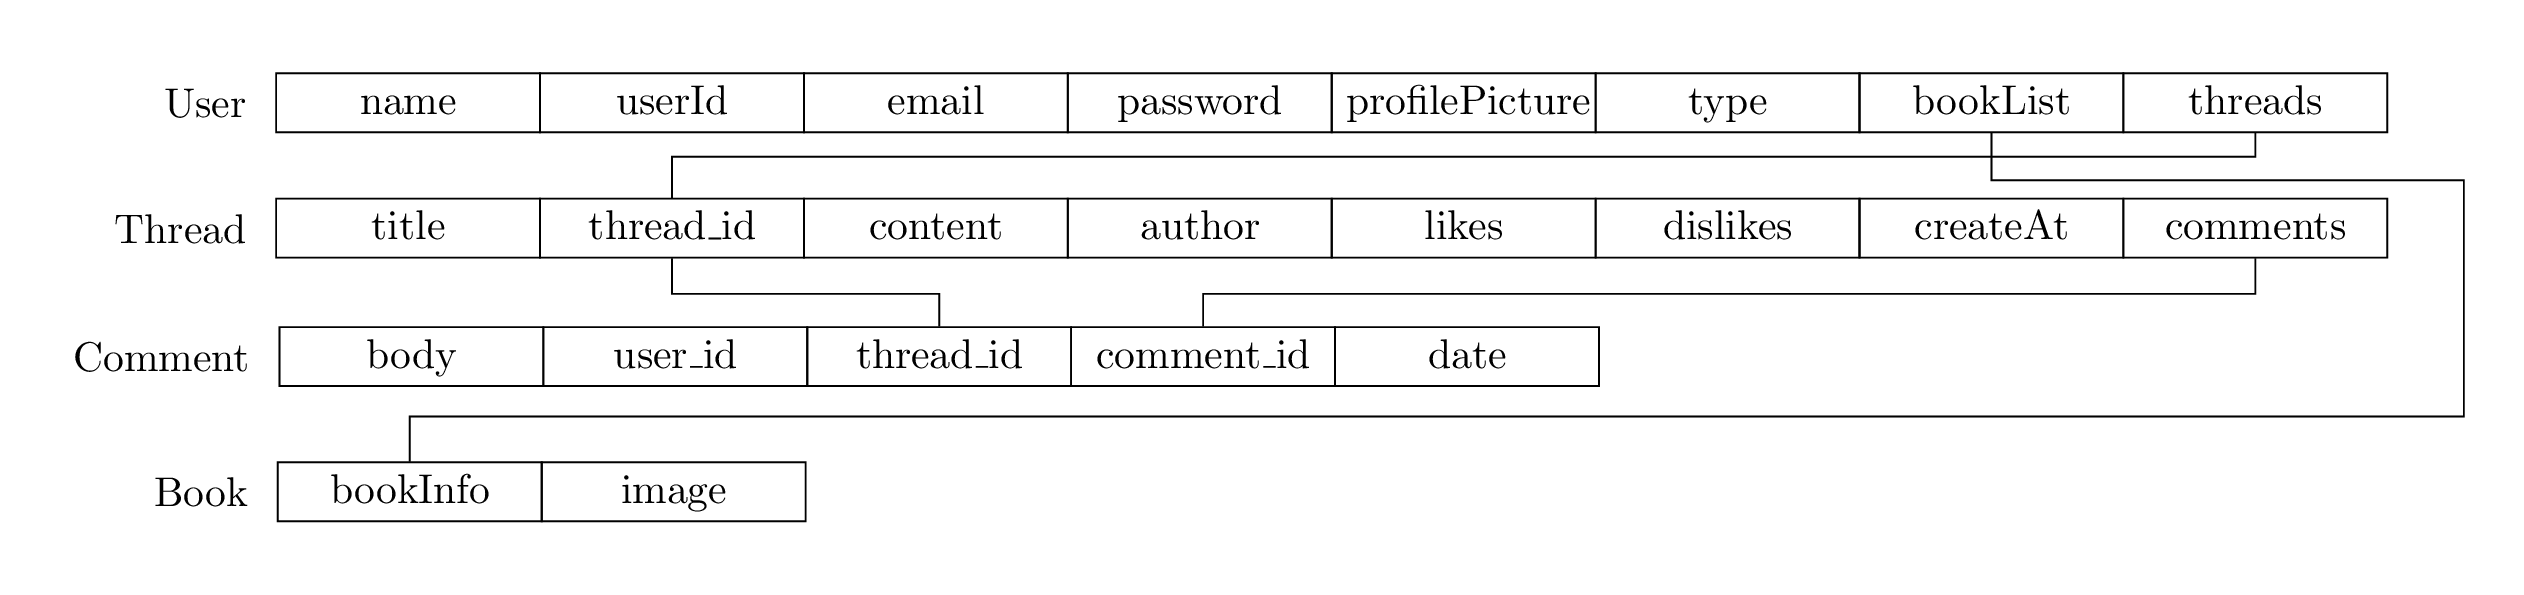 User name userId email password profilePicture type bookList threads
Thread title thread_id content author likes dislikes createAt comments
Comment body user_id thread_id comment_id date
Book bookInfo image